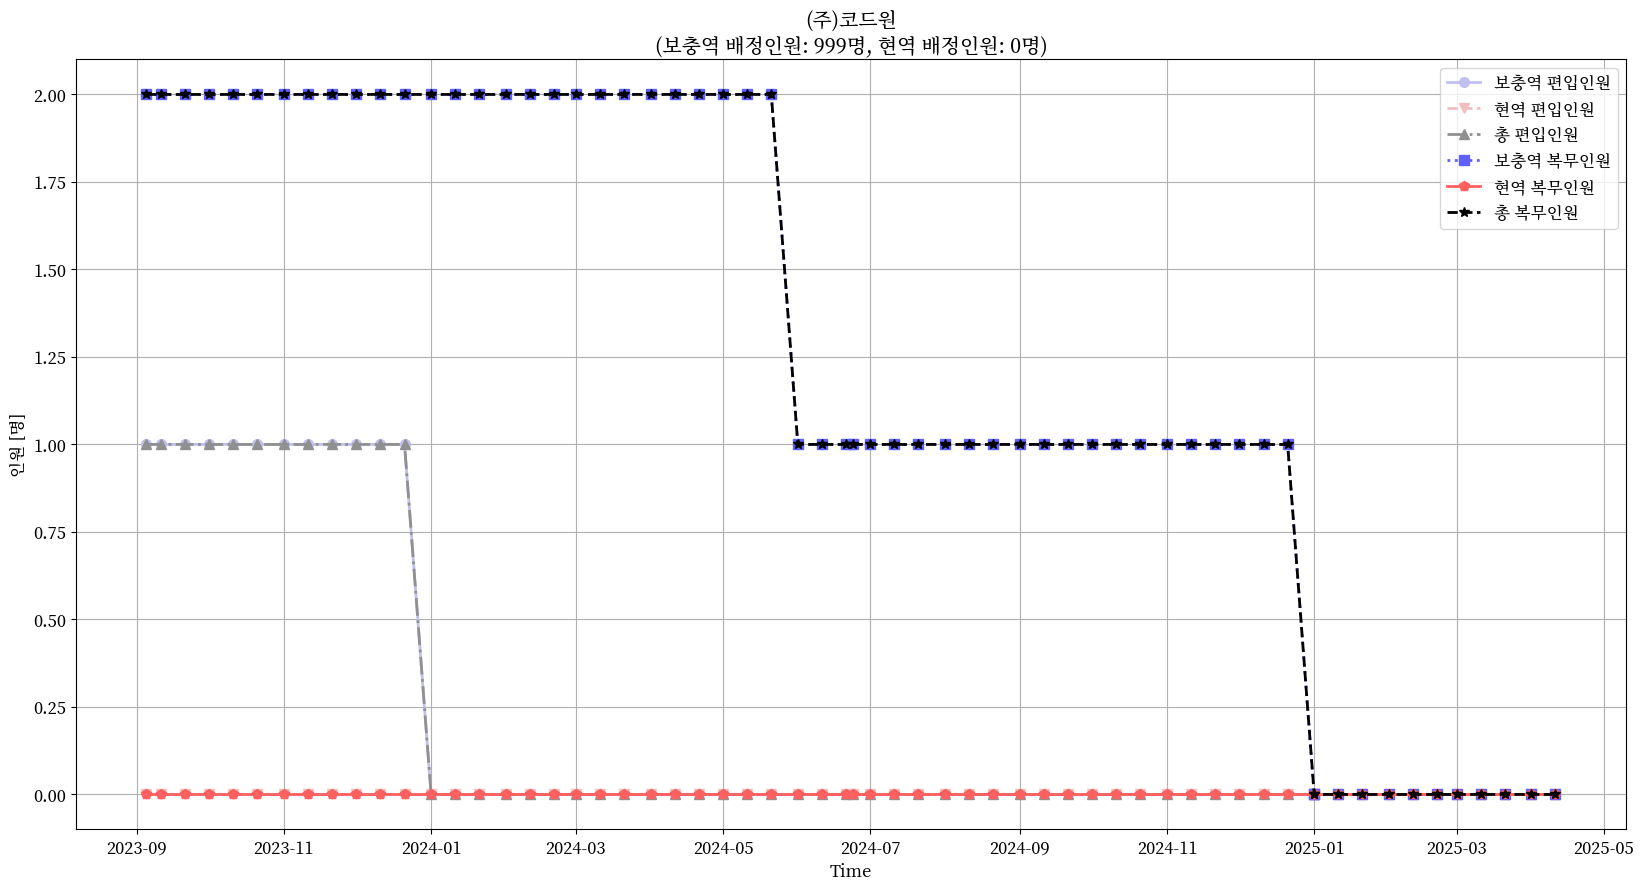 (주)코드원
(보충역 배정인원: 999명, 현역 배정인원: 0명)
보충역 편입인원
현역 편입인원
총 편입인원
보충역 복무인원
현역 복무인원
총 복무인원
인원 [명]
2.00
1.75
1.50
1.25
1.00
0.75
0.50
0.25
0.00
2023-09 2023-11 2024-01 2024-03 2024-05 2024-07 2024-09 2024-11 2025-01 2025-03 2025-05
Time